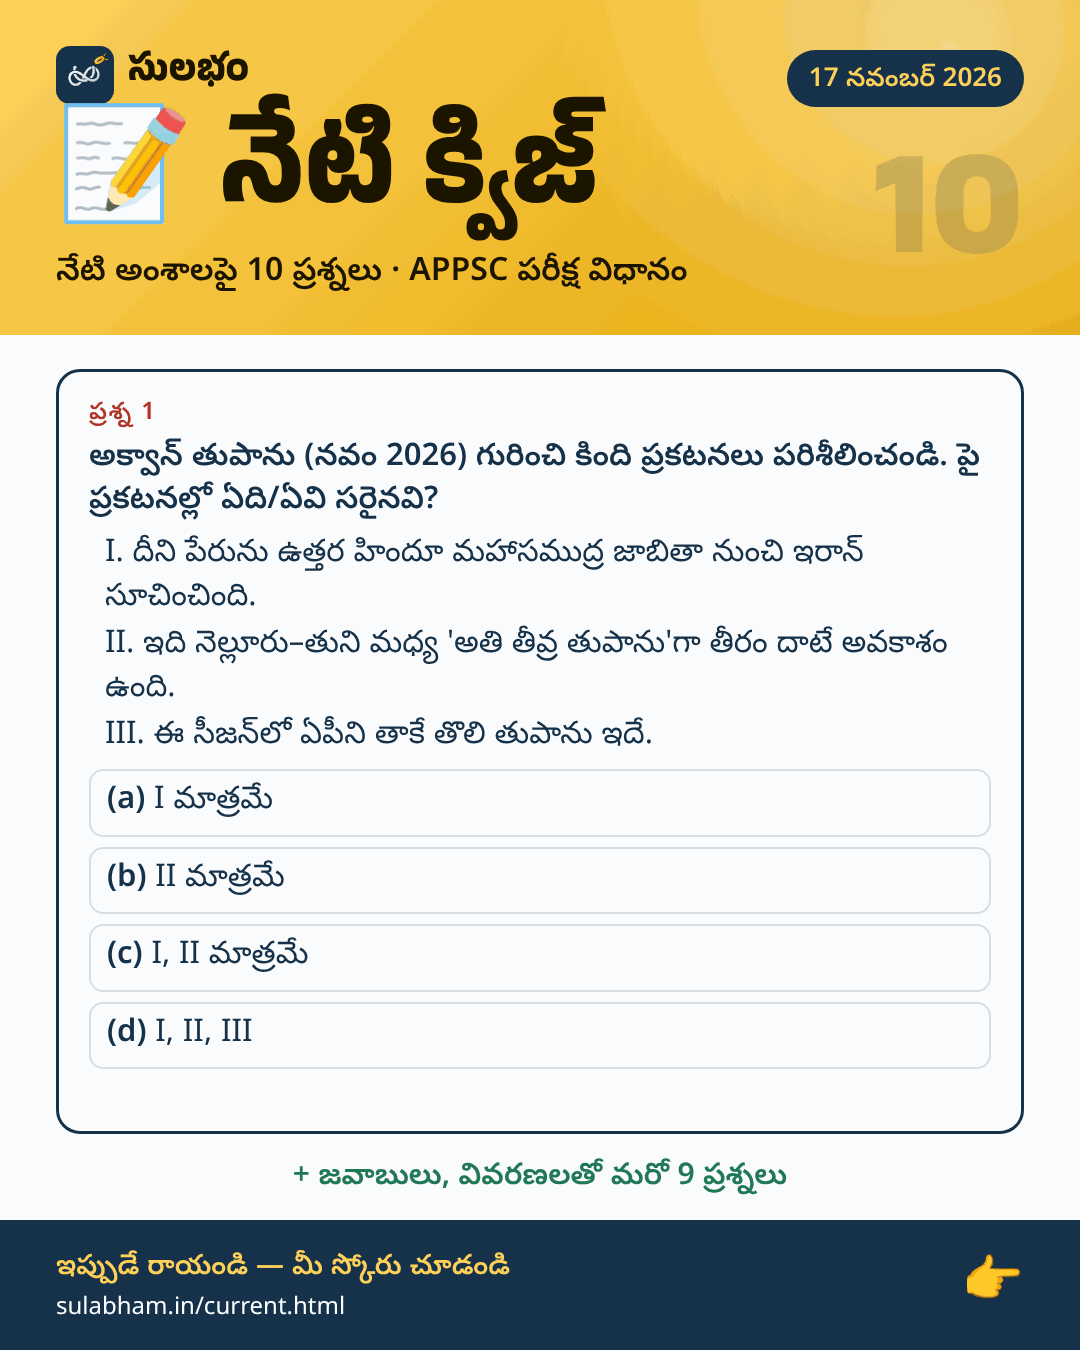 సులభం
17 నవంబర్ 2026
నేటి క్విజ్
10
నేటి అంశాలపై 10 ప్రశ్నలు · APPSC పరీక్ష విధానం
ప్రశ్న 1
అక్వాన్ తుపాను (నవం 2026) గురించి కింది ప్రకటనలు పరిశీలించండి. పై
ప్రకటనల్లో ఏది/ఏవి సరైనవి?
I. దీని పేరును ఉత్తర హిందూ మహాసముద్ర జాబితా నుంచి ఇరాన్
సూచించింది.
II. ఇది నెల్లూరు–తుని మధ్య 'అతి తీవ్ర తుపాను'గా తీరం దాటే అవకాశం
ఉంది.
III. ఈ సీజన్‌లో ఏపీని తాకే తొలి తుపాను ఇదే.
(a) I మాత్రమే
(b) II మాత్రమే
(c) I, II మాత్రమే
(d) I, II, III
+ జవాబులు, వివరణలతో మరో 9 ప్రశ్నలు
ఇప్పుడే రాయండి — మీ స్కోరు చూడండి
sulabham.in/current.html